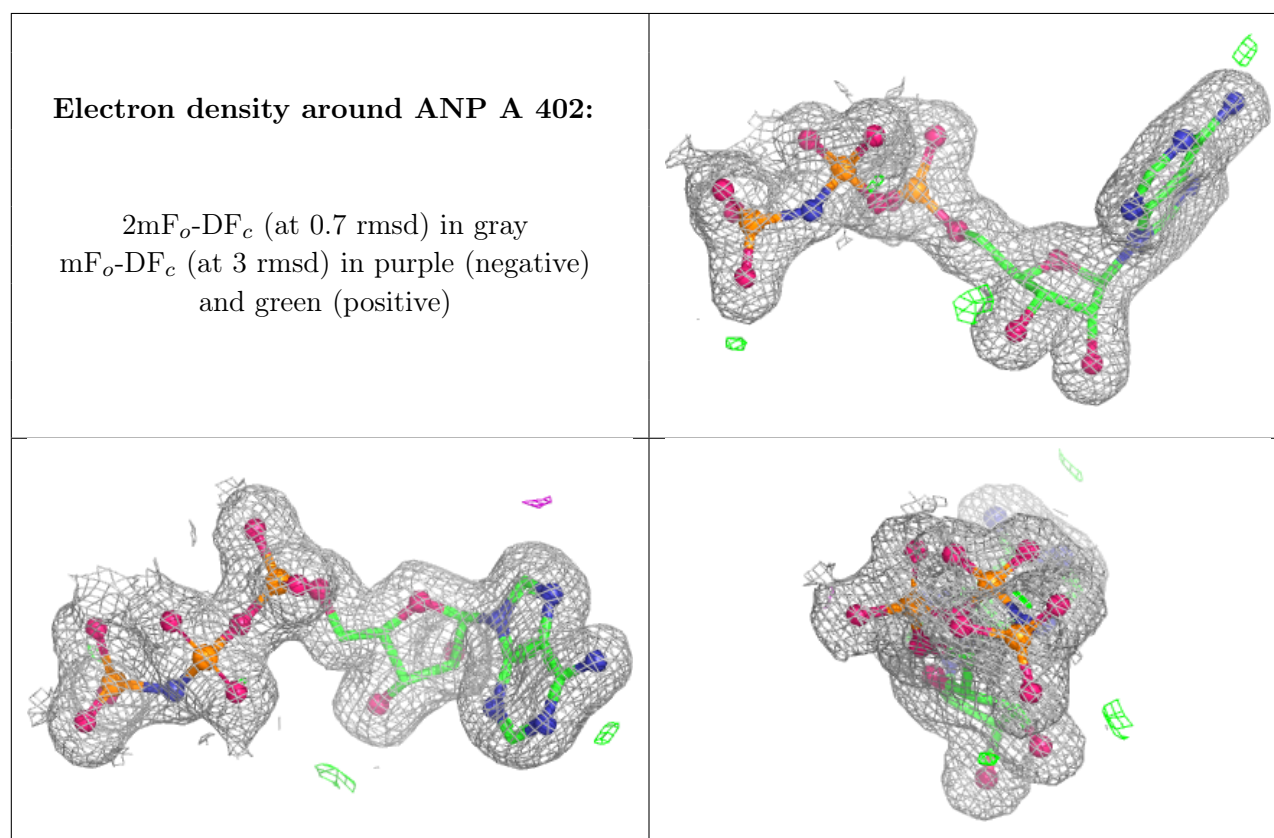 Electron density around ANP A 402:
2mFo-DFc (at 0.7 rmsd) in gray
mFo-DFc (at 3 rmsd) in purple (negative)
and green (positive)